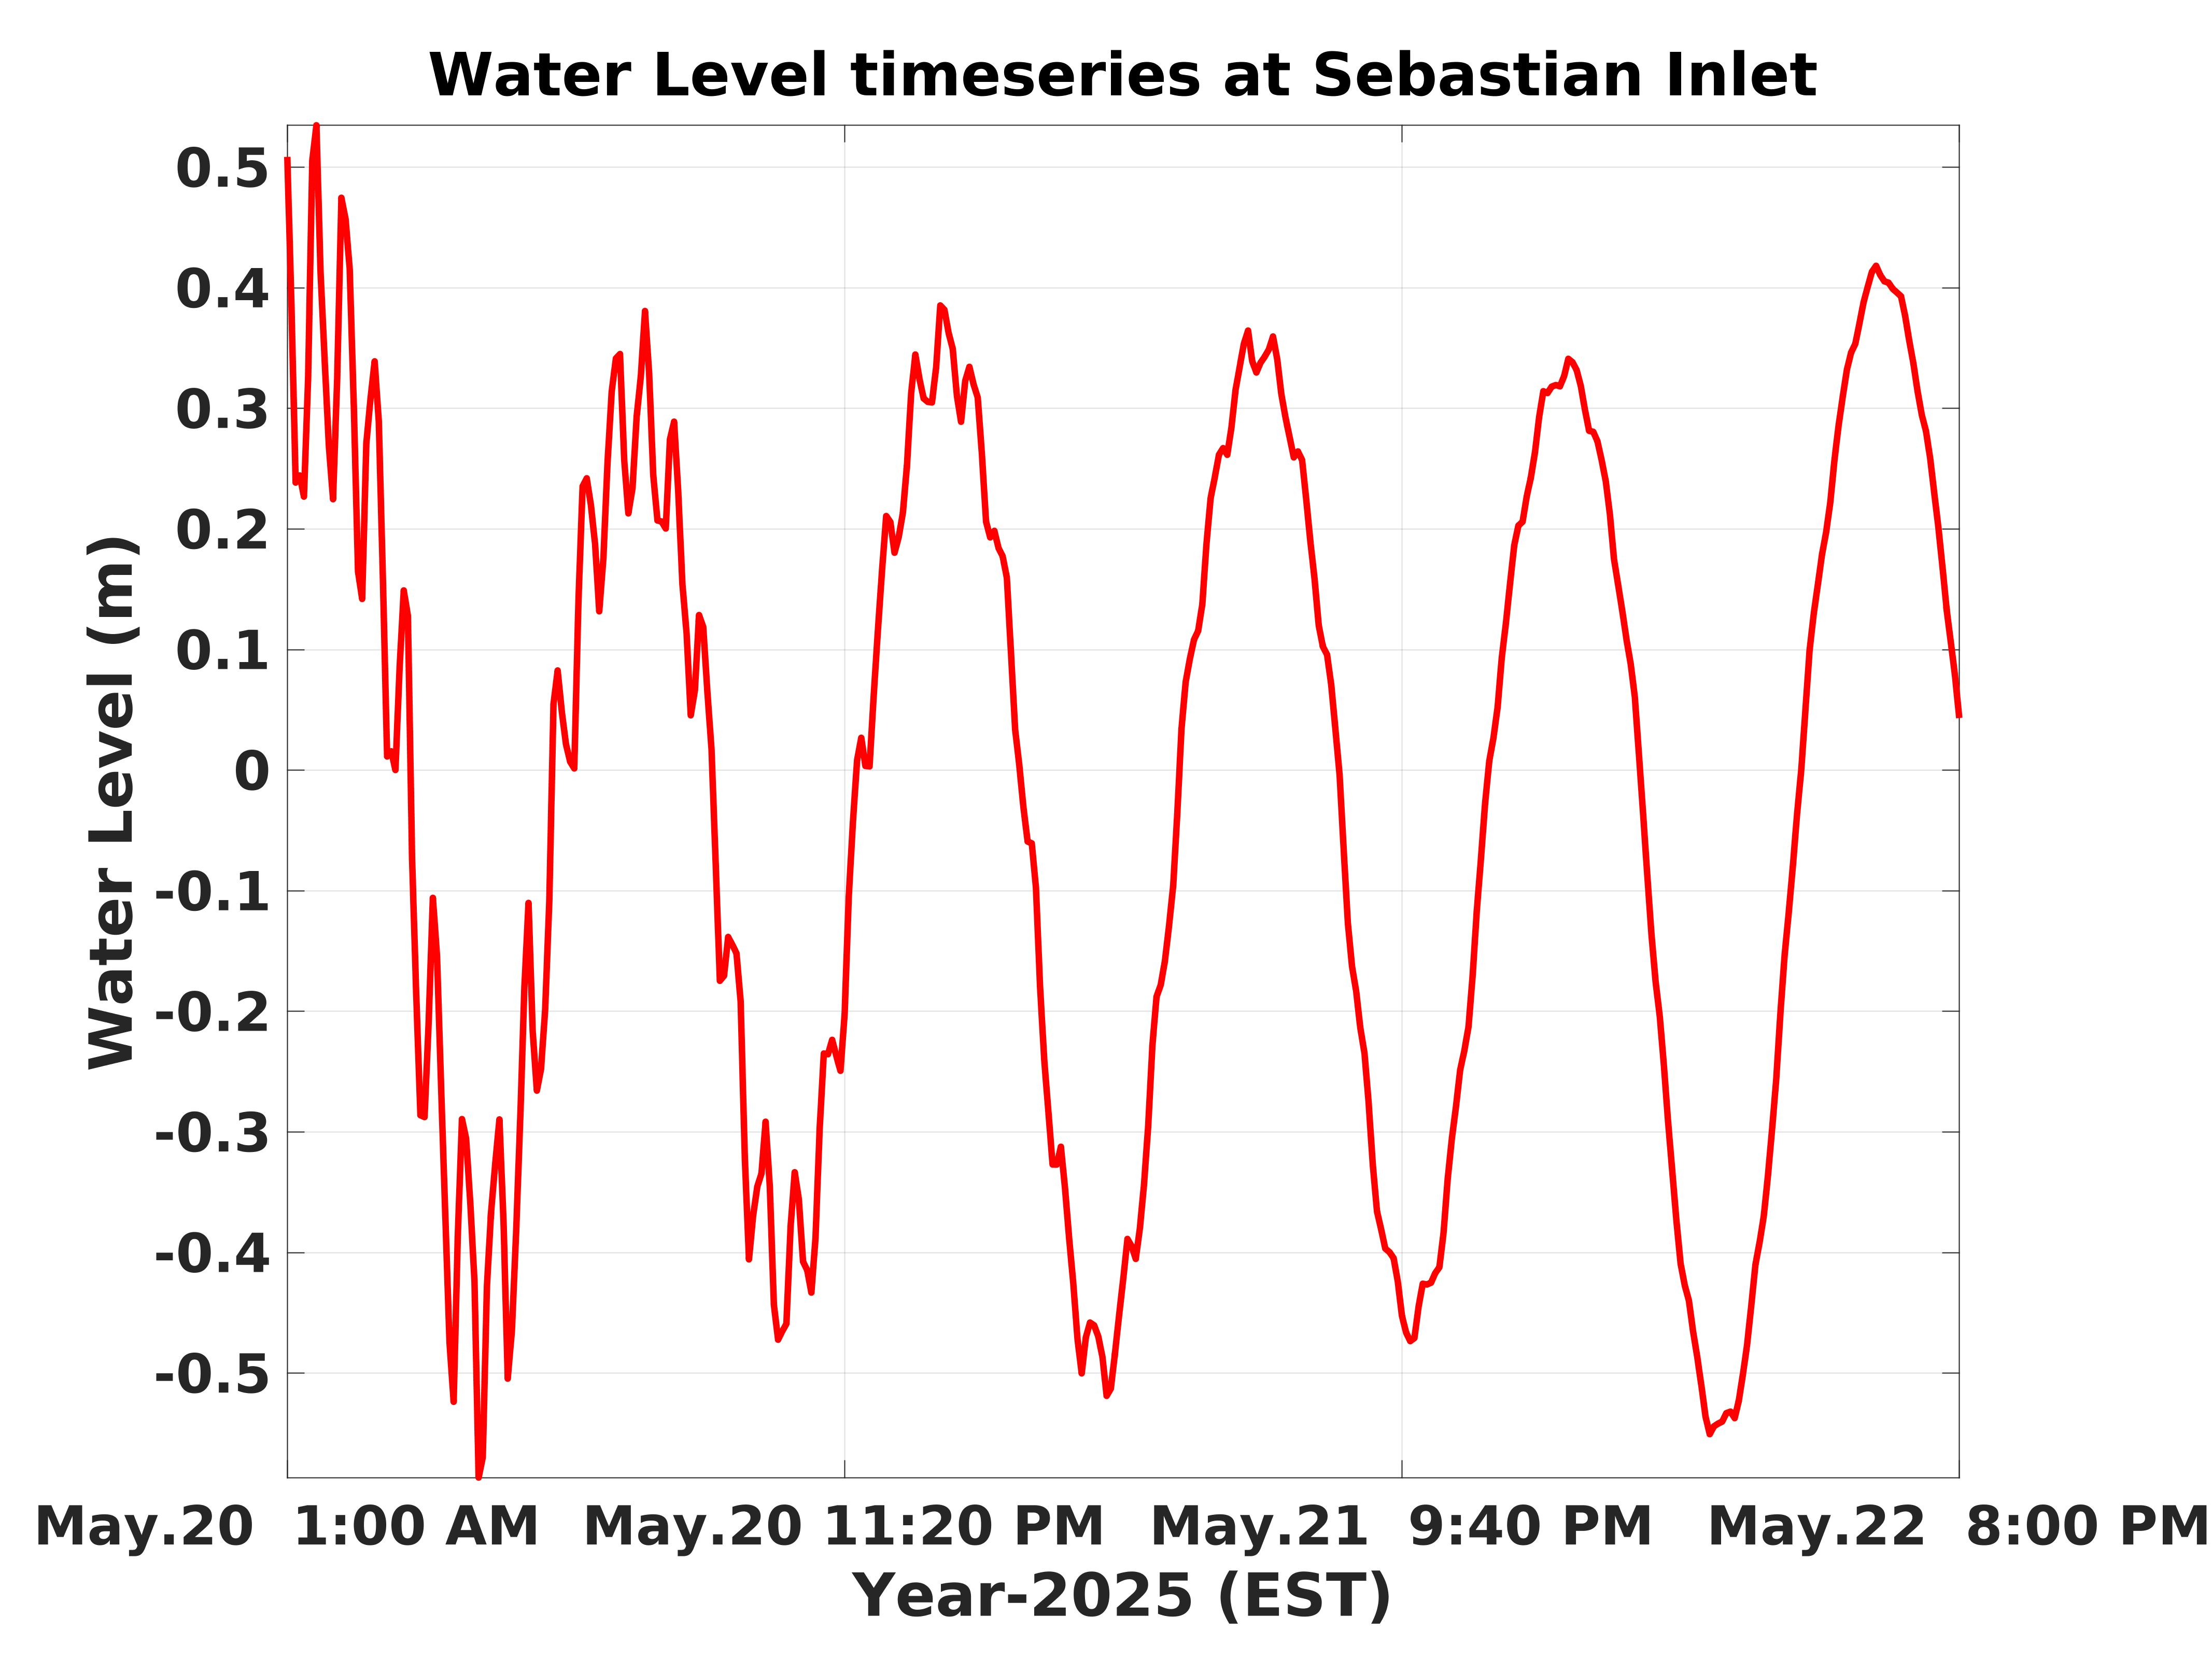 Water Level timeseries at Sebastian Inlet
0.5
0.4
0.3
0.2
0.1
0
-0.1
-0.2
-0.3
-0.4
-0.5
Water Level (m)
May.20 1:00 AM May.20 11:20 PM May.21 9:40 PM May.22 8:00 PM
Year-2025 (EST)